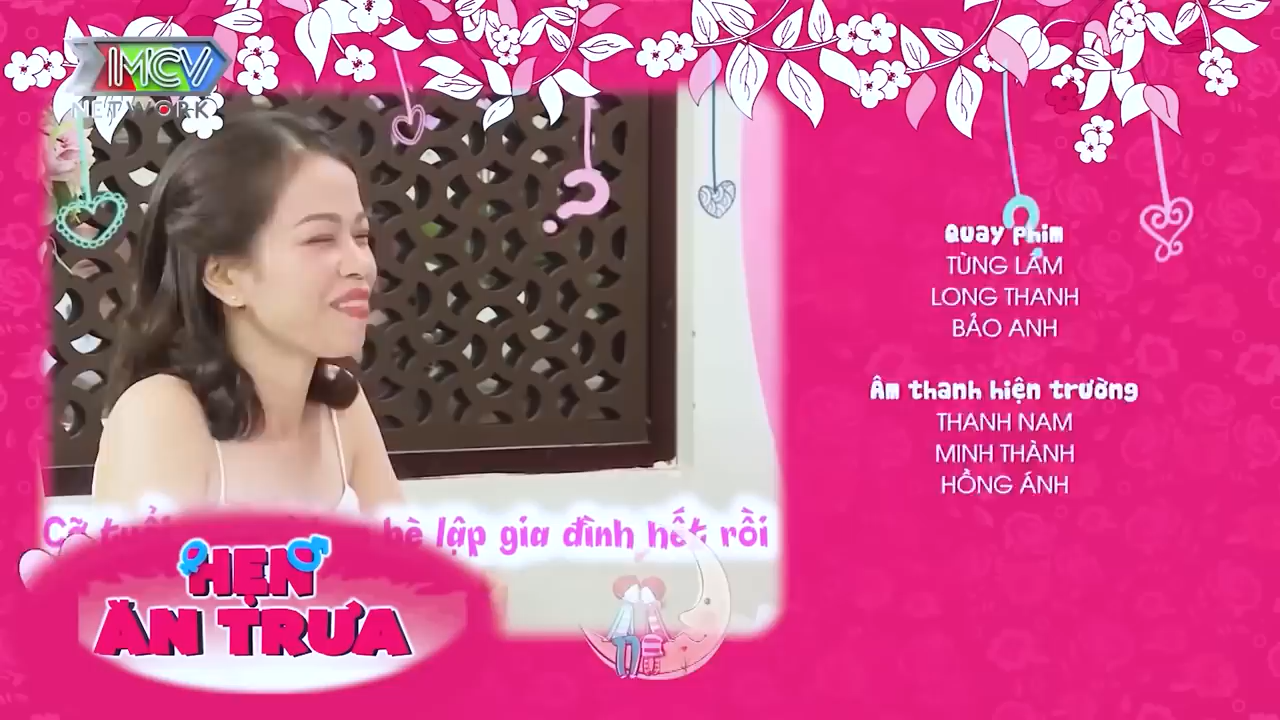 MCV
NETWORK
Quay phim
TÙNG LÂM
LONG THANH
BẢO ANH
Âm thanh hiện trường
THANH NAM
MINH THÀNH
HỒNG ÁNH
Cỡ tuổi bè lập gia đình hết rồi
HẸN
ĂN TRƯA